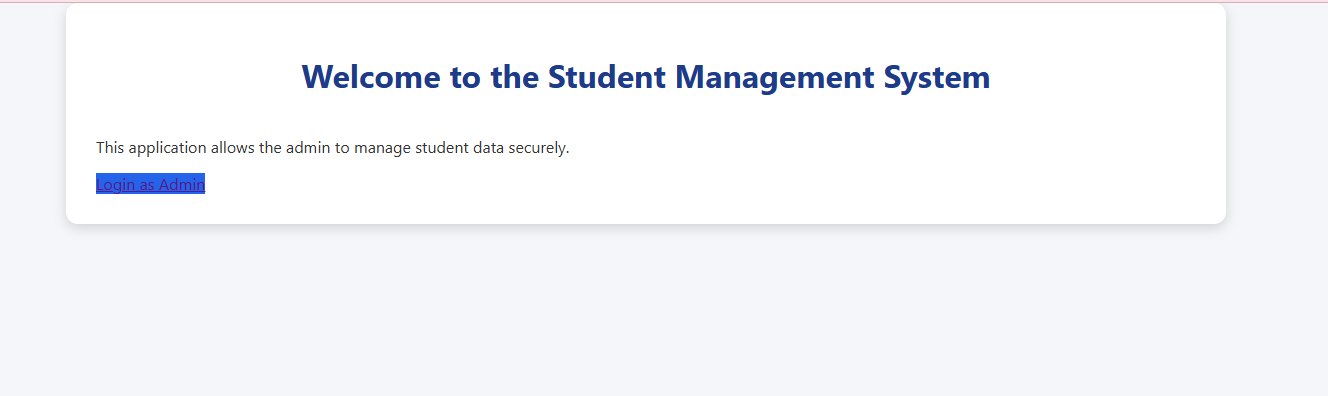 Welcome to the Student Management System
This application allows the admin to manage student data securely.
Login as Admin